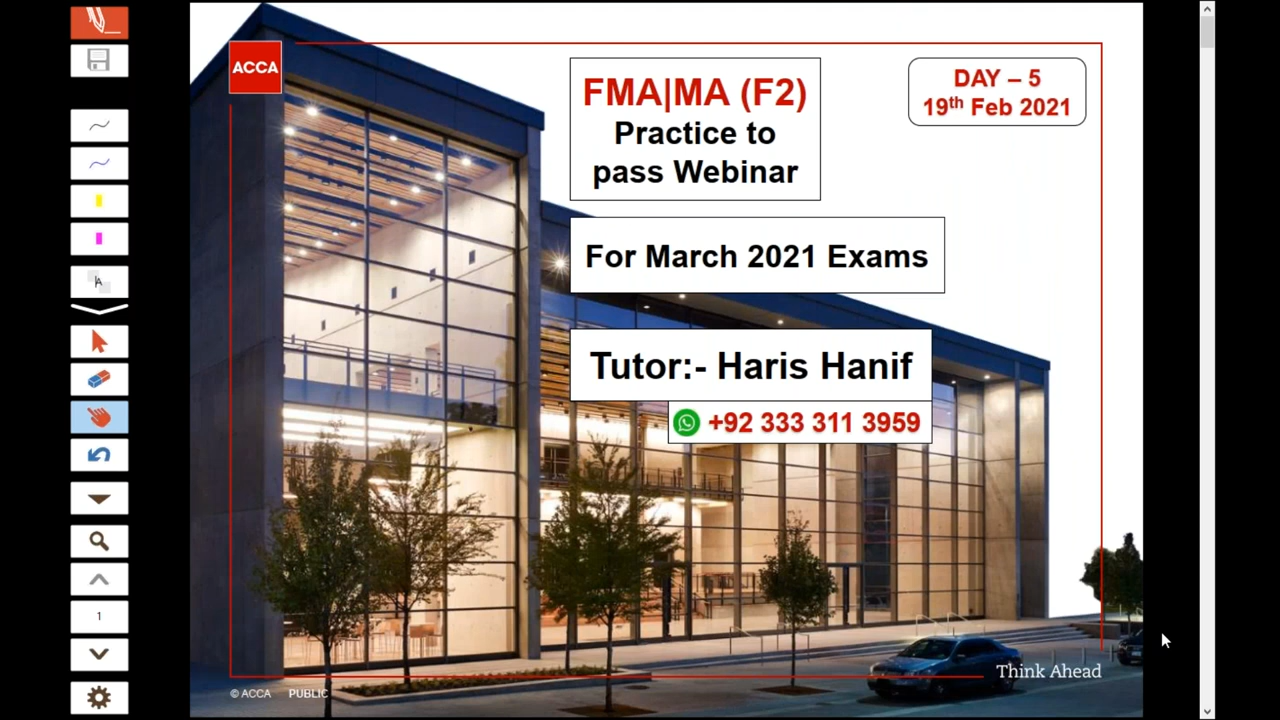 ACCA
FMA|MA (F2)
Practice to
pass Webinar
DAY – 5
19th Feb 2021
For March 2021 Exams
Tutor:- Haris Hanif
+92 333 311 3959
A
1
Think Ahead
© ACCA PUBLIC